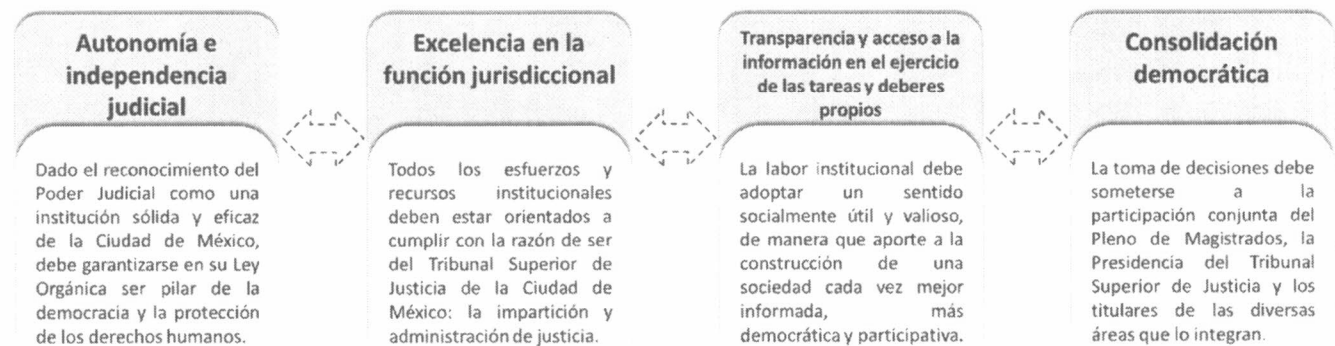 Autonomía e
independencia
judicial
Dado el reconocimiento del
Poder Judicial como una
institución sólida y eficaz
de la Ciudad de México,
debe garantizarse en su Ley
Orgánica ser pilar de la
democracia y la protección
de los derechos humanos.
Excelencia en la
función jurisdiccional
Todos los esfuerzos y
recursos institucionales
deben estar orientados a
cumplir con la razón de ser
del Tribunal Superior de
Justicia de la Ciudad de
México: la impartición y
administración de justicia.
Transparencia y acceso a la
información en el ejercicio
de las tareas y deberes
propios
La labor institucional debe
adoptar un sentido
socialmente útil y valioso,
de manera que aporte a la
construcción de una
sociedad cada vez mejor
informada, más
democrática y participativa.
Consolidación
democrática
La toma de decisiones debe
someterse a la
participación conjunta del
Pleno de Magistrados, la
Presidencia del Tribunal
Superior de Justicia y los
titulares de las diversas
áreas que lo integran.